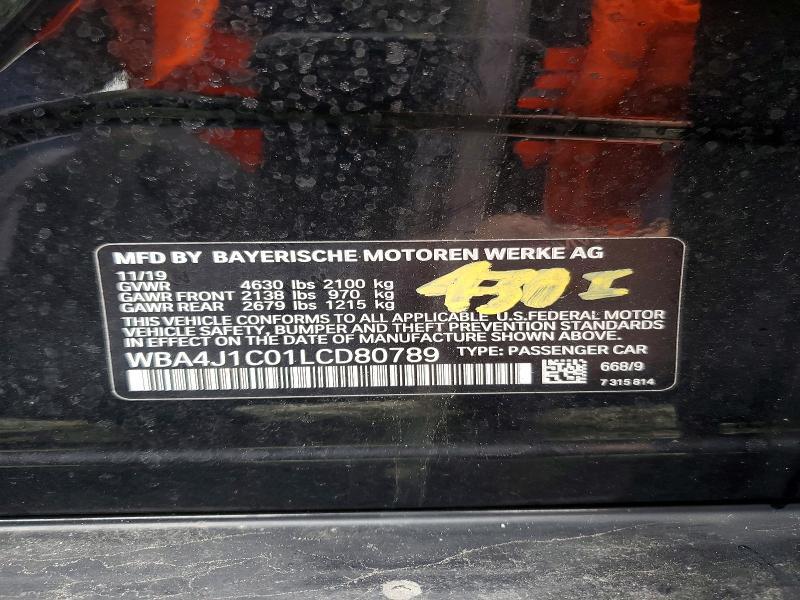 MFD BY BAYERISCHE MOTOREN WERKE AG
11/19
GVWR 4630 lbs 2100 kg
GAWR FRONT 2138 lbs 970 kg
GAWR REAR 2679 lbs 1215 kg
430 I
THIS VEHICLE CONFORMS TO ALL APPLICABLE U.S.FEDERAL MOTOR
VEHICLE SAFETY, BUMPER AND THEFT PREVENTION STANDARDS
IN EFFECT ON THE DATE OF MANUFACTURE SHOWN ABOVE.
WBA4J1C01LCD80789 TYPE: PASSENGER CAR
668/9
7 315 814